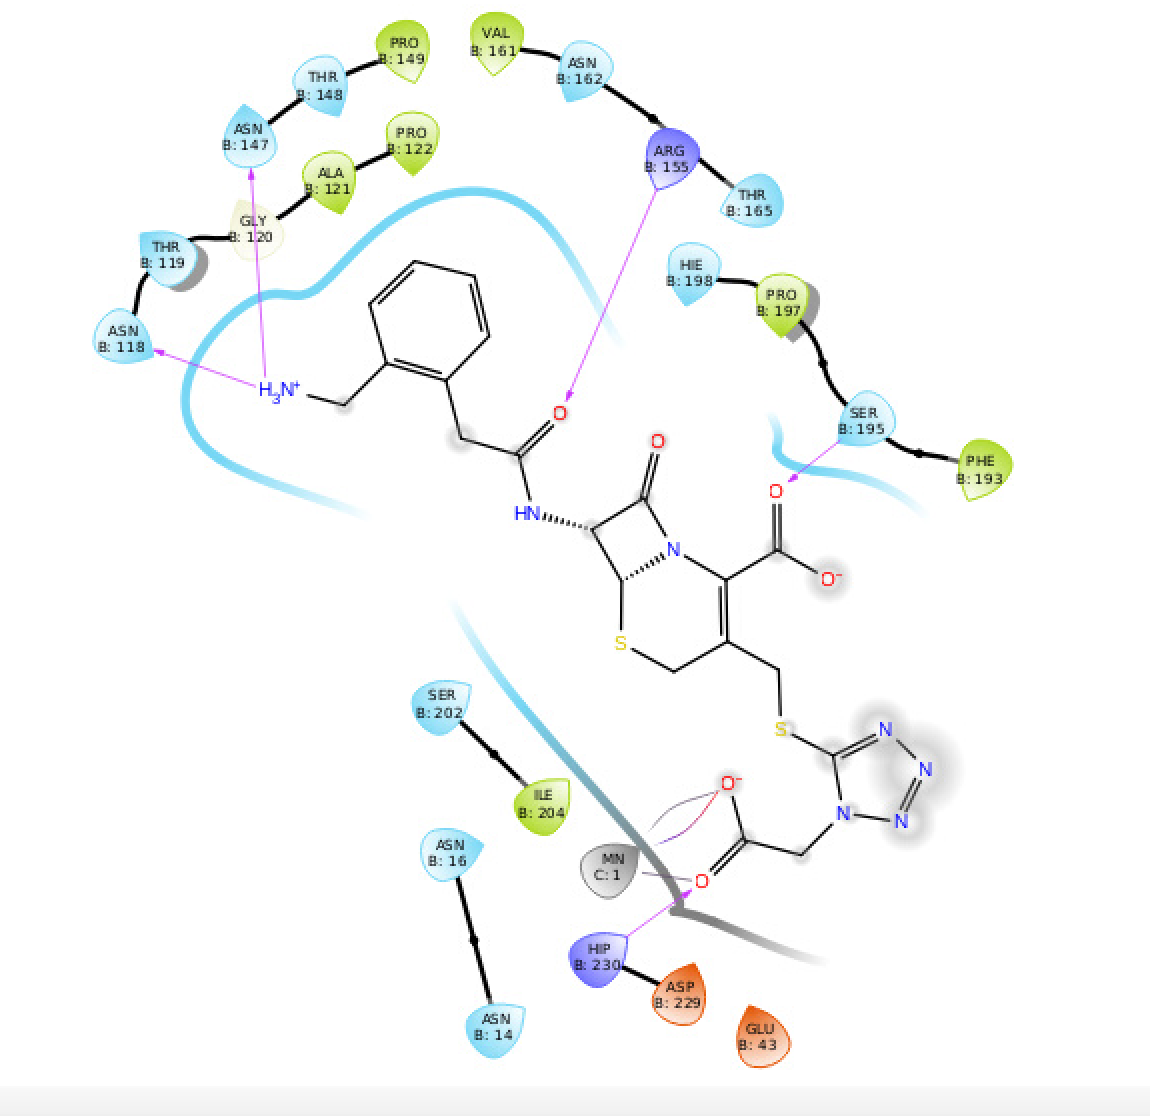 PRO
B: 149
VAL
B: 161
THR
B: 148
ASN
B: 162
ASN
B: 147
PRO
B: 122
ARG
B: 155
ALA
B: 121
THR
B: 165
GLY
B: 120
THR
B: 119
HIE
B: 198
PRO
B: 197
ASN
B: 118
H3N+
O
SER
B: 195
O
PHE
B: 193
O
HN
N
O-
S
SER
B: 202
S
N
N
ILE
B: 204
O-
N
N
ASN
B: 16
MN
C: 1
O
HIP
B: 230
ASP
B: 229
ASN
B: 14
GLU
B: 43